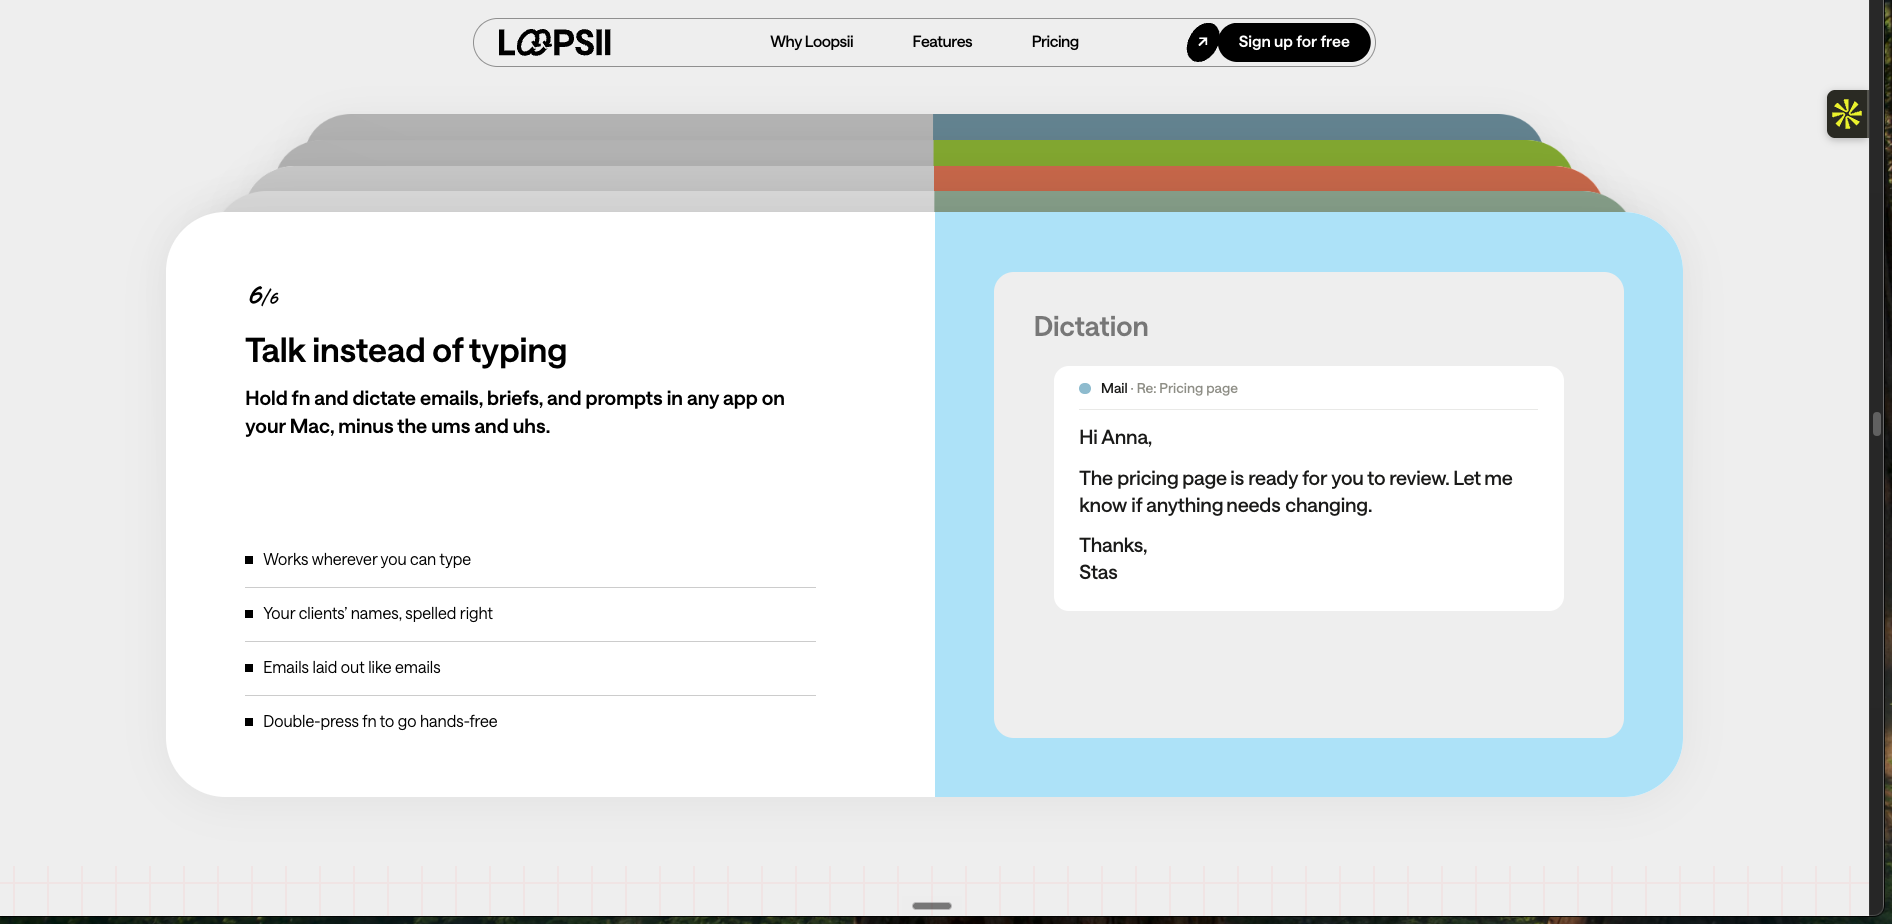 LOOPSII
Why Loopsii
Features
Pricing
Sign up for free
6/6
Talk instead of typing
Hold fn and dictate emails, briefs, and prompts in any app on
your Mac, minus the ums and uhs.
Works wherever you can type
Your clients’ names, spelled right
Emails laid out like emails
Double-press fn to go hands-free
Dictation
Mail · Re: Pricing page
Hi Anna,
The pricing page is ready for you to review. Let me
know if anything needs changing.
Thanks,
Stas